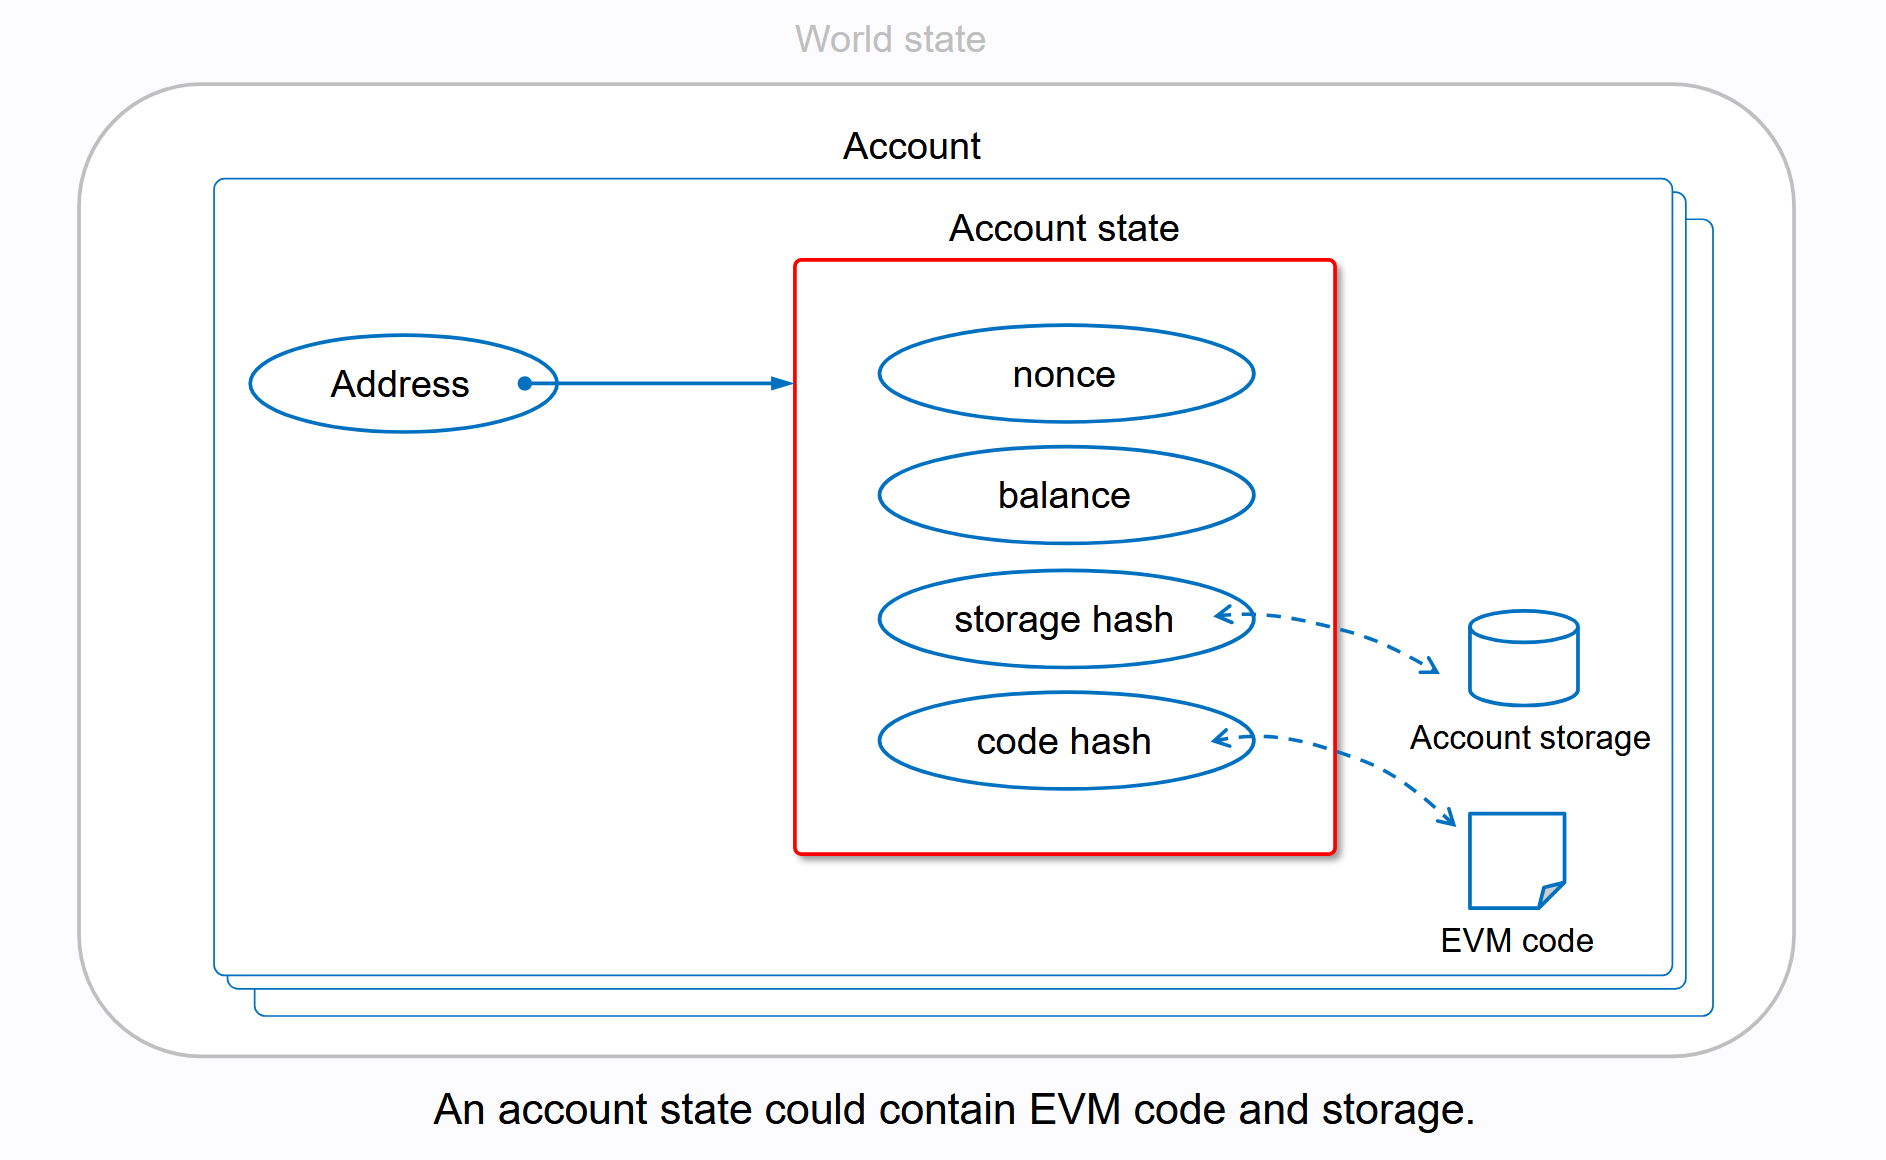 World state
Account
Account state
Address
nonce
balance
storage hash
code hash
Account storage
EVM code
An account state could contain EVM code and storage.